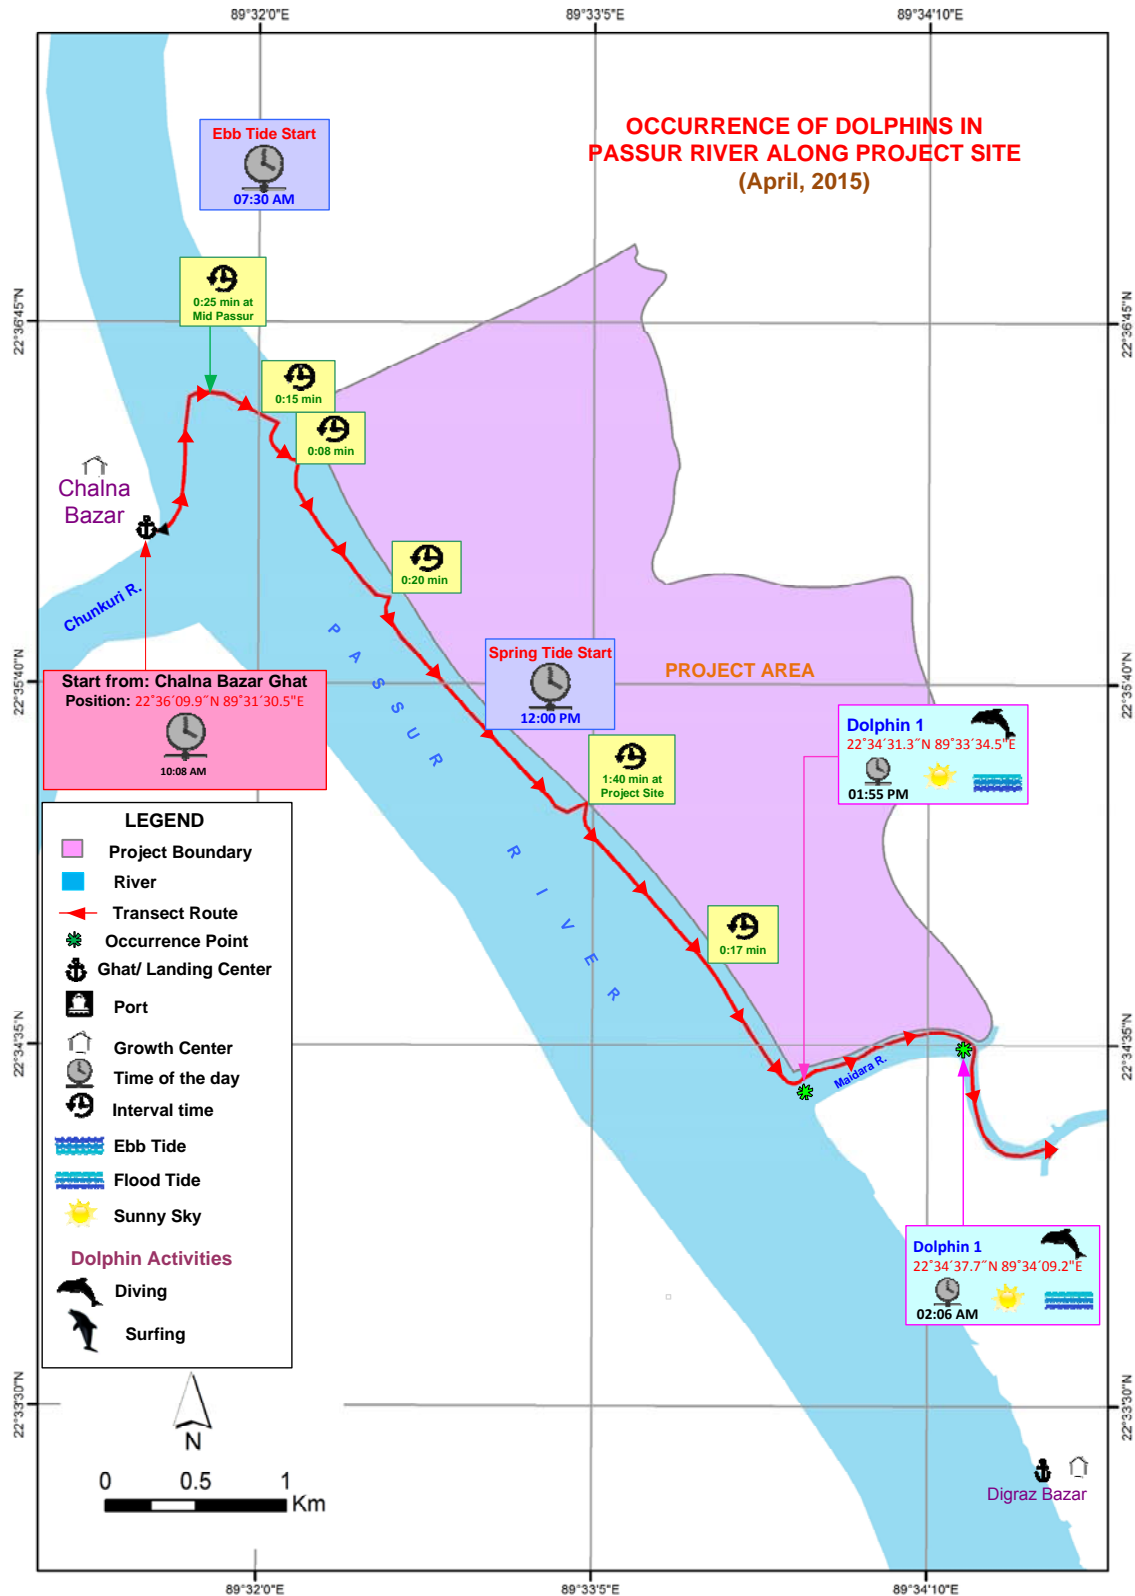 89°32'0"E
89°33'5"E
89°34'10"E
OCCURRENCE OF DOLPHINS IN
PASSUR RIVER ALONG PROJECT SITE
(April, 2015)
Ebb Tide Start
07:30 AM
0:25 min at
Mid Passur
22°36'45"N
22°36'45"N
0:15 min
0:08 min
Chalna
Bazar
0:20 min
Chunkuri R.
PASSUR RIVER
Spring Tide Start
12:00 PM
PROJECT AREA
22°35'40"N
22°35'40"N
Start from: Chalna Bazar Ghat
Position: 22°36´09.9˝N 89°31´30.5"E
10:08 AM
Dolphin 1
22°34´31.3˝N 89°33´34.5"E
01:55 PM
1:40 min at
Project Site
0:17 min
LEGEND
Project Boundary
River
Transect Route
Occurrence Point
Ghat/ Landing Center
Port
Growth Center
Time of the day
Interval time
Ebb Tide
Flood Tide
Sunny Sky
Dolphin Activities
Diving
Surfing
22°34'35"N
22°34'35"N
Maidara R.
Dolphin 1
22°34´37.7˝N 89°34´09.2"E
02:06 AM
22°33'30"N
22°33'30"N
N
0 0.5 1
Km
Digraz Bazar
89°32'0"E
89°33'5"E
89°34'10"E